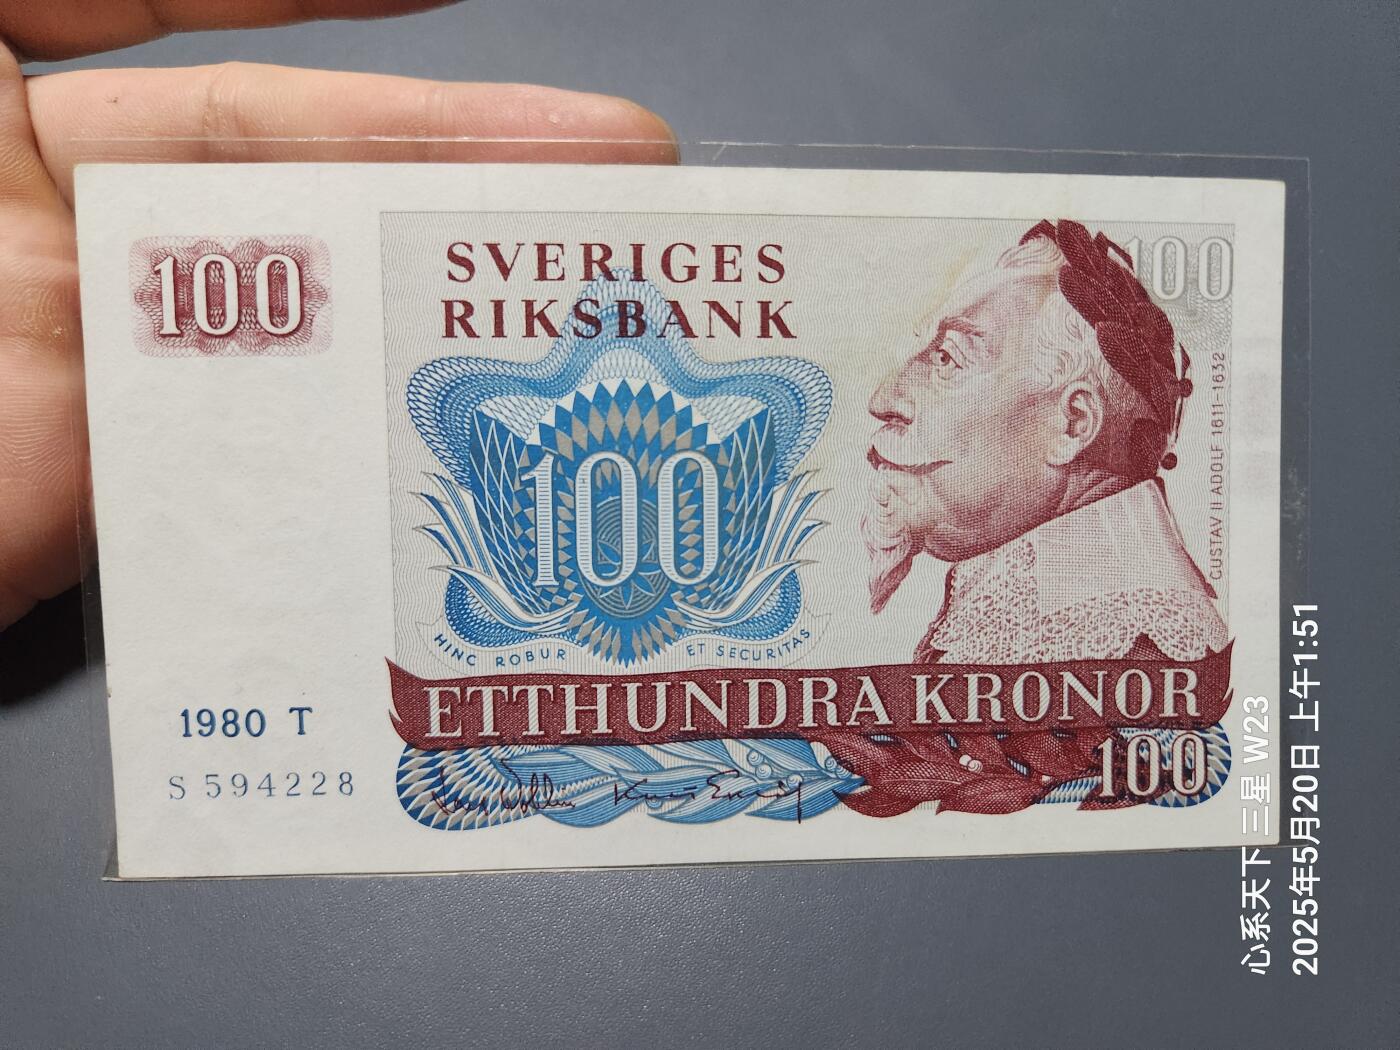 100
SVERIGES
RIKSBANK
100
100
GUSTAV II ADOLF 1611-1632
HINC ROBUR ET SECURITAS
ETTHUNDRA KRONOR
100
1980 T
S 594228
心系天下 三星 W23
2025年5月20日 上午1:51